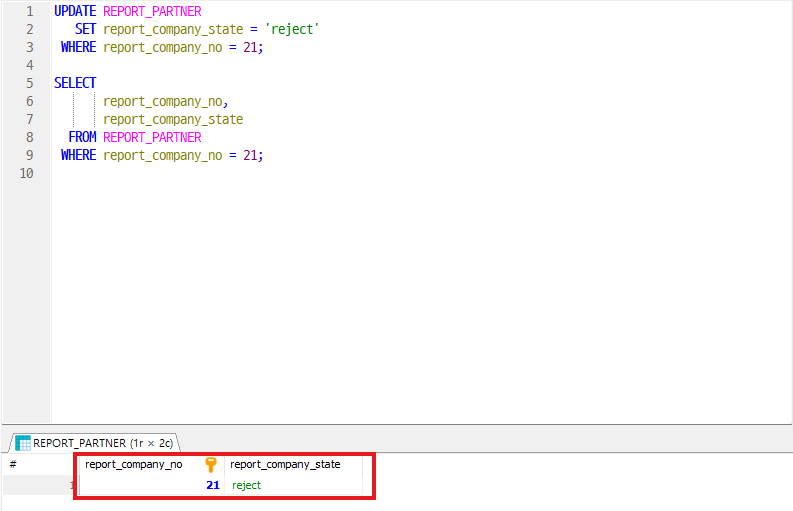 1 UPDATE REPORT_PARTNER
2 SET report_company_state = 'reject'
3 WHERE report_company_no = 21;
4
5 SELECT
6 report_company_no,
7 report_company_state
8 FROM REPORT_PARTNER
9 WHERE report_company_no = 21;
10
REPORT_PARTNER (1r × 2c)
# report_company_no report_company_state
1 21 reject